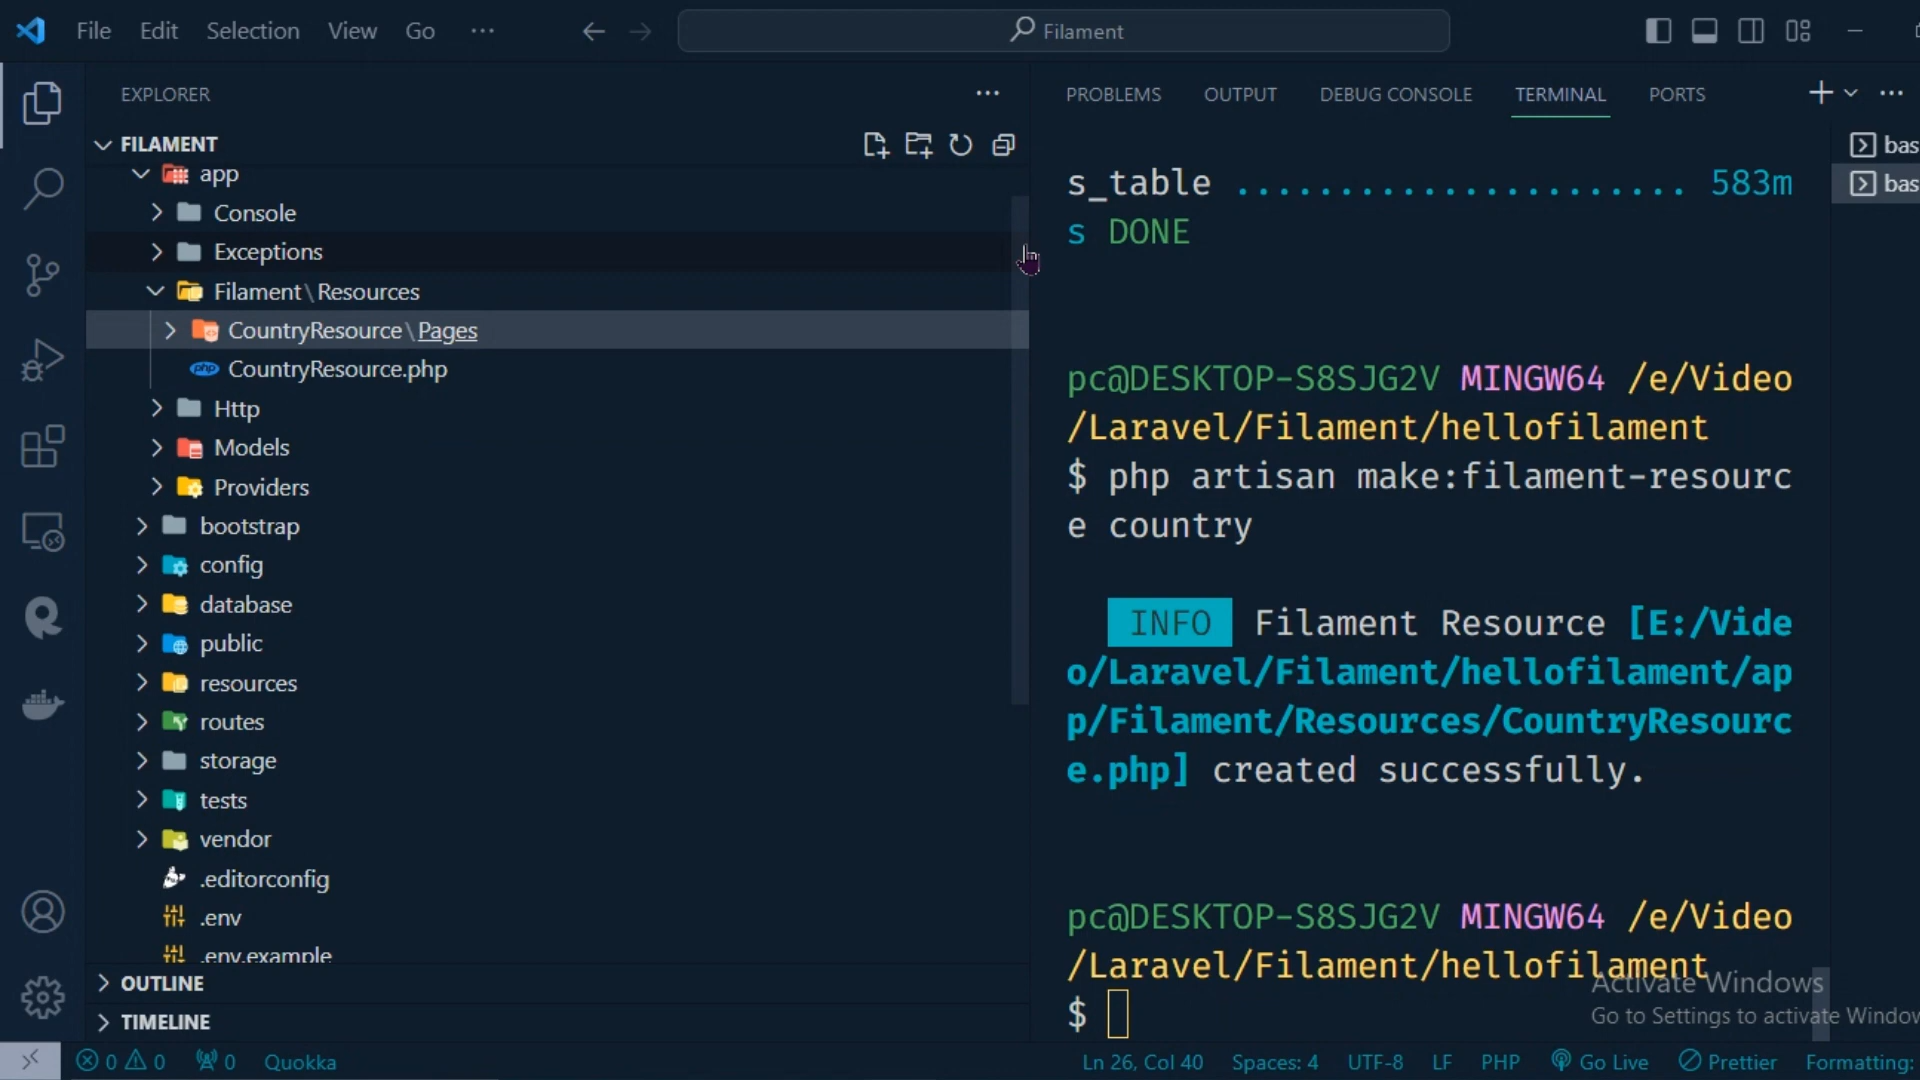 File Edit Selection View Go ··· Filament
EXPLORER
FILAMENT
app
Console
Exceptions
Filament\Resources
CountryResource\Pages
CountryResource.php
Http
Models
Providers
bootstrap
config
database
public
resources
routes
storage
tests
vendor
.editorconfig
.env
.env.example
OUTLINE
TIMELINE
PROBLEMS OUTPUT DEBUG CONSOLE TERMINAL PORTS
bas
bas
s_table ...................... 583m
s DONE
pc@DESKTOP-S8SJG2V MINGW64 /e/Video
/Laravel/Filament/hellofilament
$ php artisan make:filament-resourc
e country
INFO Filament Resource [E:/Vide
o/Laravel/Filament/hellofilament/ap
p/Filament/Resources/CountryResourc
e.php] created successfully.
pc@DESKTOP-S8SJG2V MINGW64 /e/Video
/Laravel/Filament/hellofilament
$
Activate Windows
Go to Settings to activate Window
0 0 0 Quokka Ln 26, Col 40 Spaces: 4 UTF-8 LF PHP Go Live Prettier Formatting: